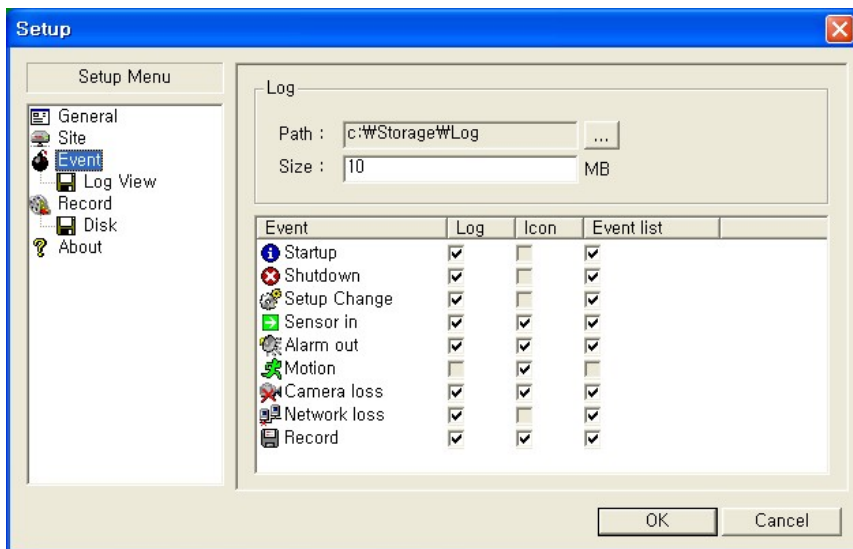 Setup
Setup Menu
General
Site
Event
Log View
Record
Disk
About
Log
Path :
c:₩Storage₩Log
...
Size :
10
MB
Event Log Icon Event list
Startup
Shutdown
Setup Change
Sensor in
Alarm out
Motion
Camera loss
Network loss
Record
OK
Cancel